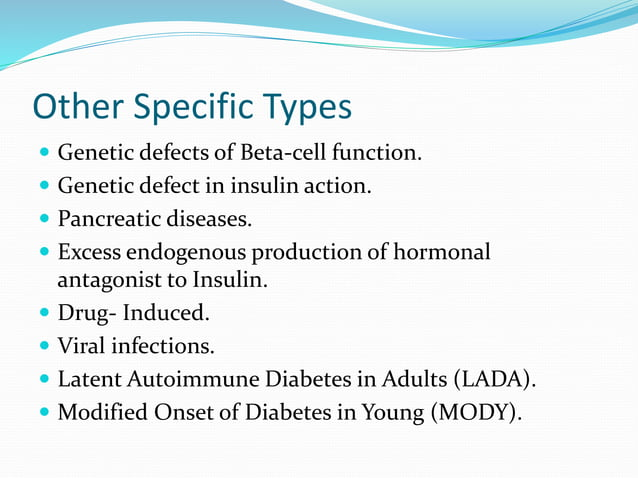 Other Specific Types
Genetic defects of Beta-cell function.
Genetic defect in insulin action.
Pancreatic diseases.
Excess endogenous production of hormonal
antagonist to Insulin.
Drug- Induced.
Viral infections.
Latent Autoimmune Diabetes in Adults (LADA).
Modified Onset of Diabetes in Young (MODY).